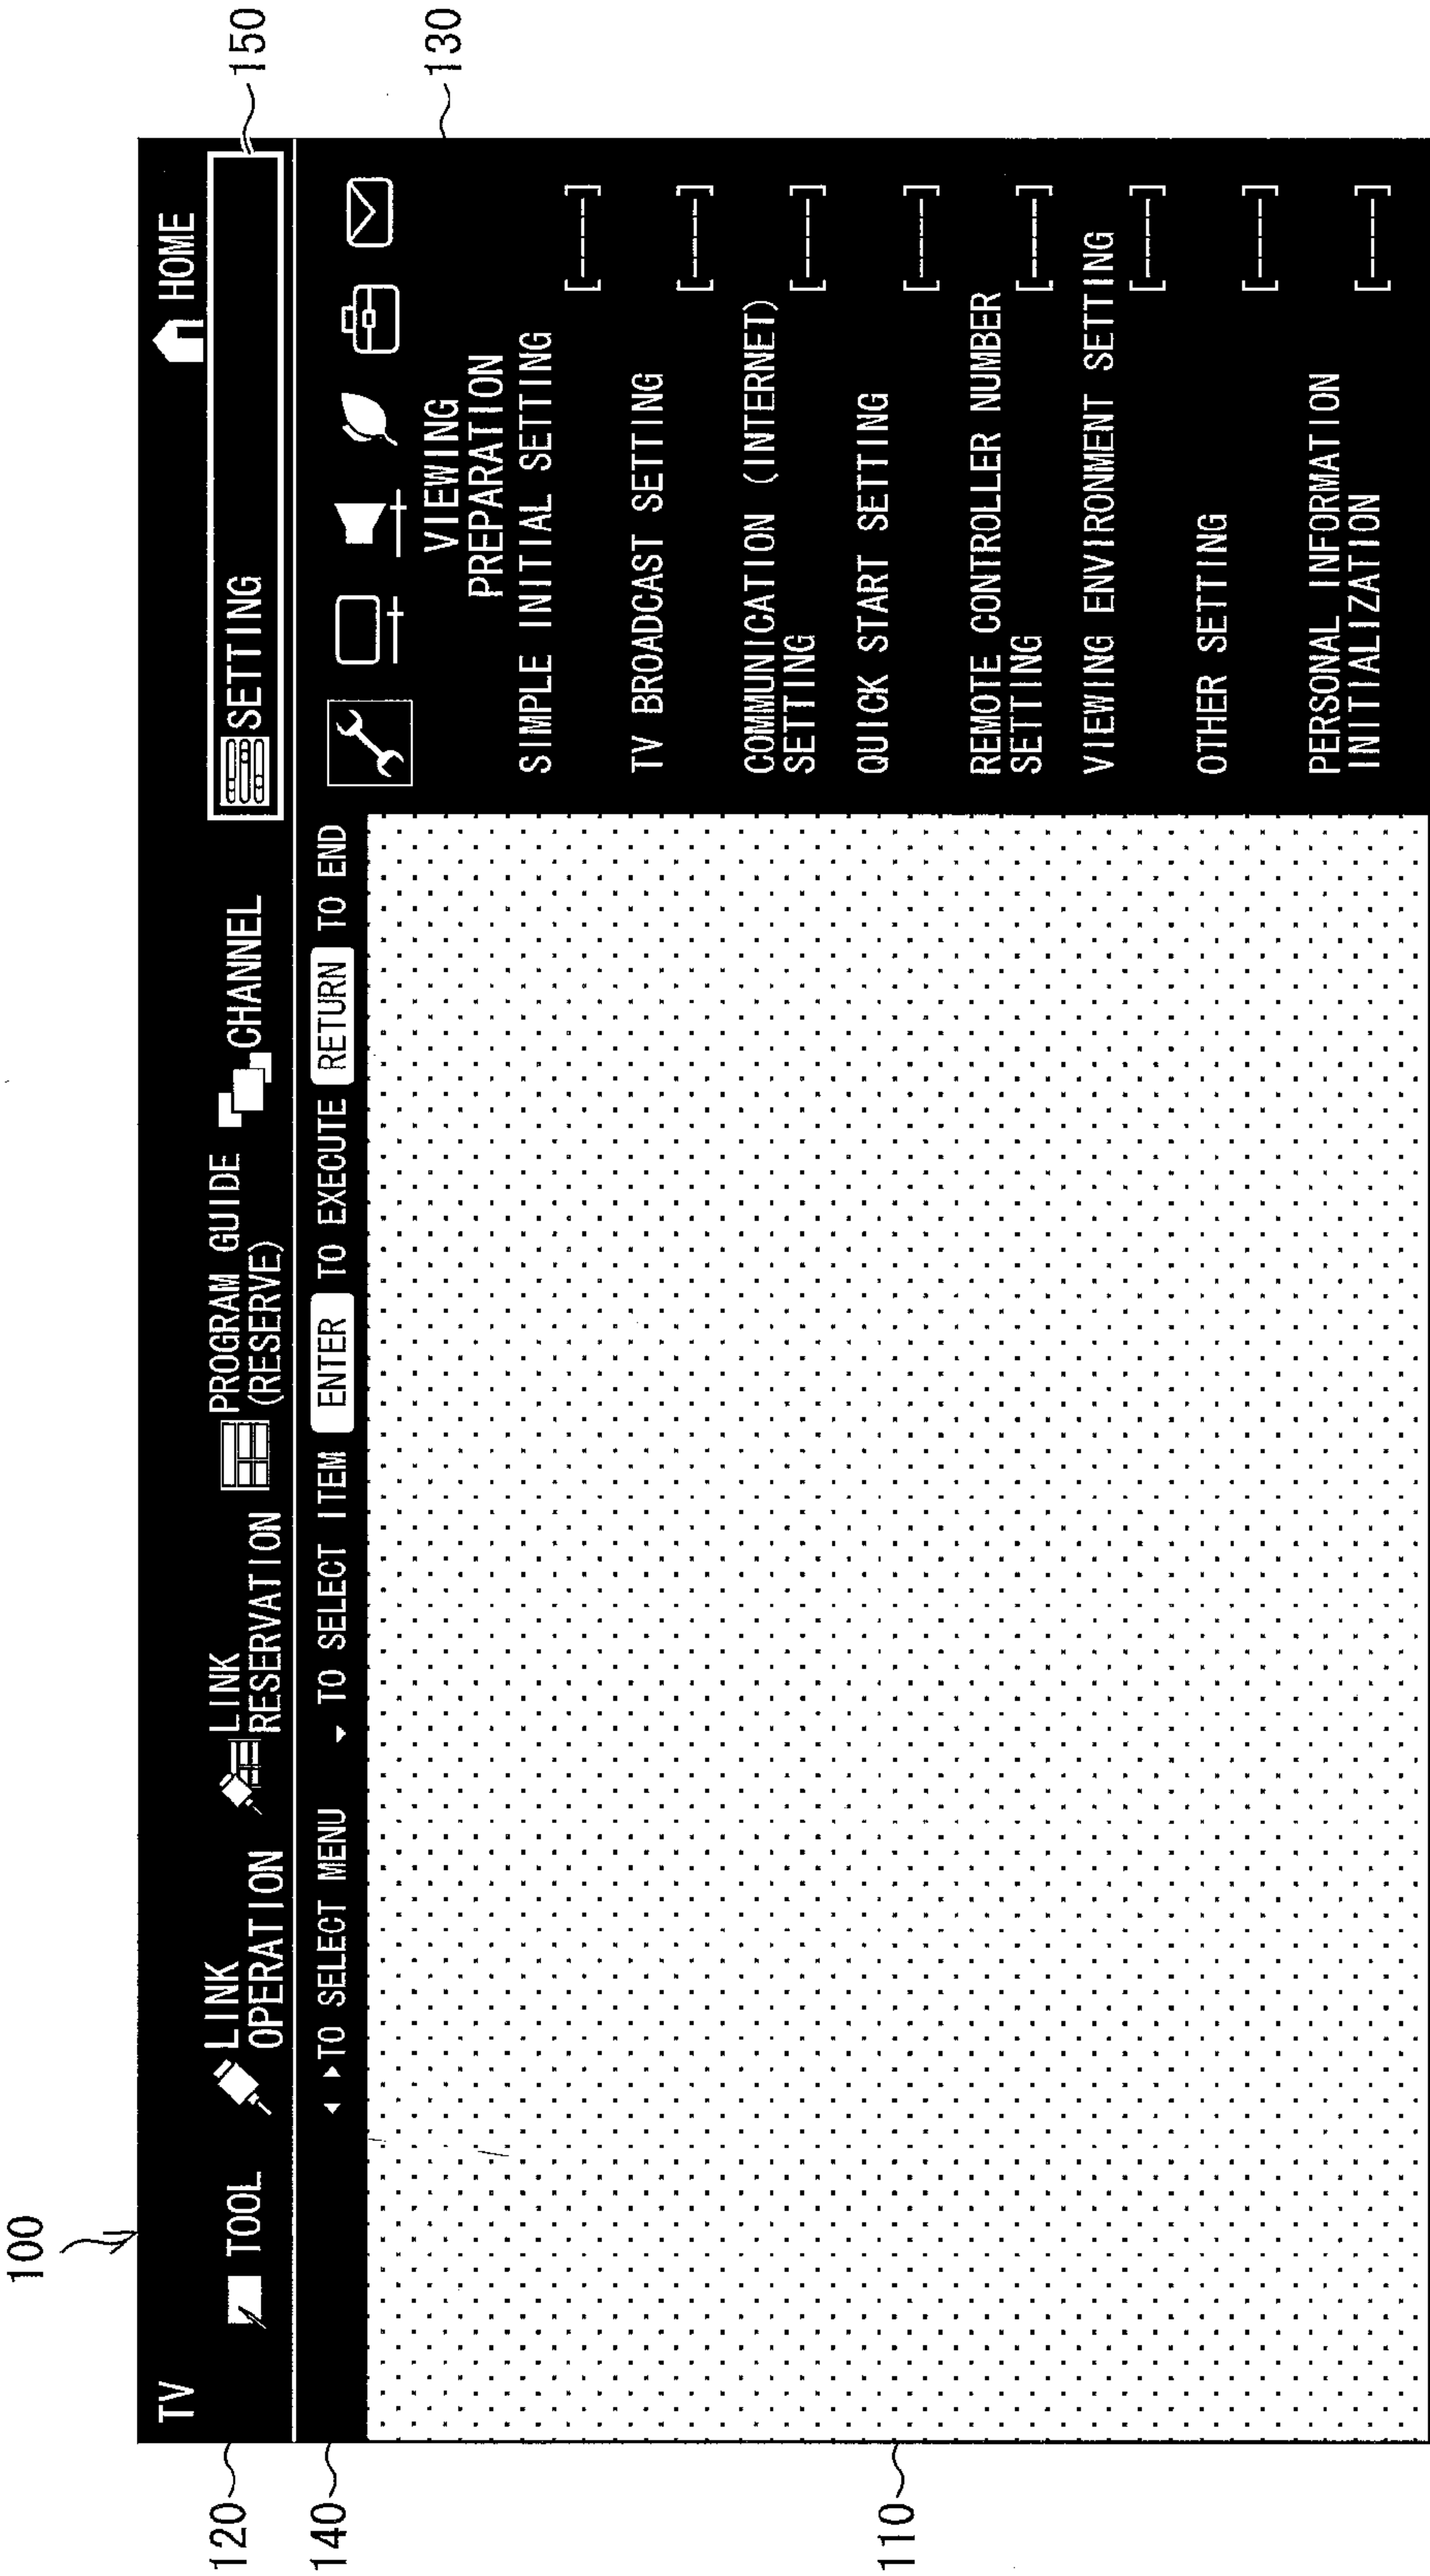 100
TV
HOME
120
TOOL
LINK
OPERATION
LINK
RESERVATION
PROGRAM GUIDE
(RESERVE)
CHANNEL
SETTING
150
140
TO SELECT MENU
TO SELECT ITEM
ENTER
TO EXECUTE
RETURN
TO END
130
VIEWING
PREPARATION
SIMPLE INITIAL SETTING
[----]
TV BROADCAST SETTING
[----]
COMMUNICATION (INTERNET)
SETTING
[----]
QUICK START SETTING
[----]
REMOTE CONTROLLER NUMBER
SETTING
[----]
VIEWING ENVIRONMENT SETTING
[----]
OTHER SETTING
[----]
PERSONAL INFORMATION
INITIALIZATION
[----]
110